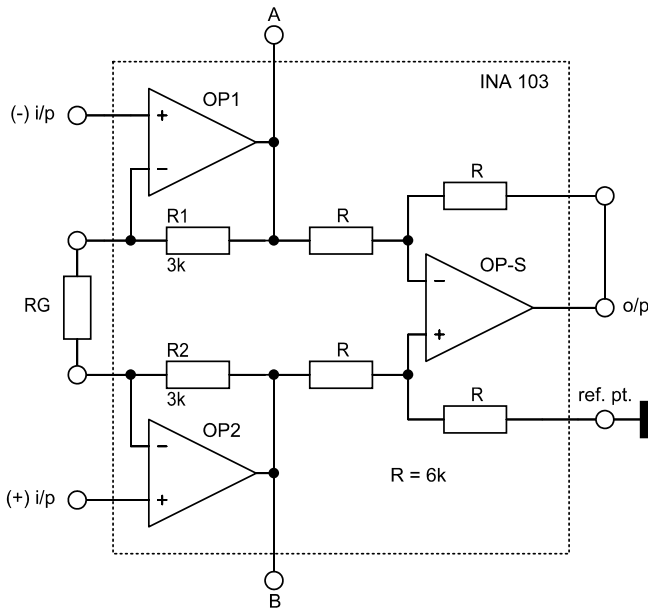 A
INA 103
(-) i/p
OP1
+
−
R
R1
R
3k
OP-S
−
RG
o/p
+
R2
R
3k
R
ref. pt.
OP2
−
R = 6k
(+) i/p
+
B